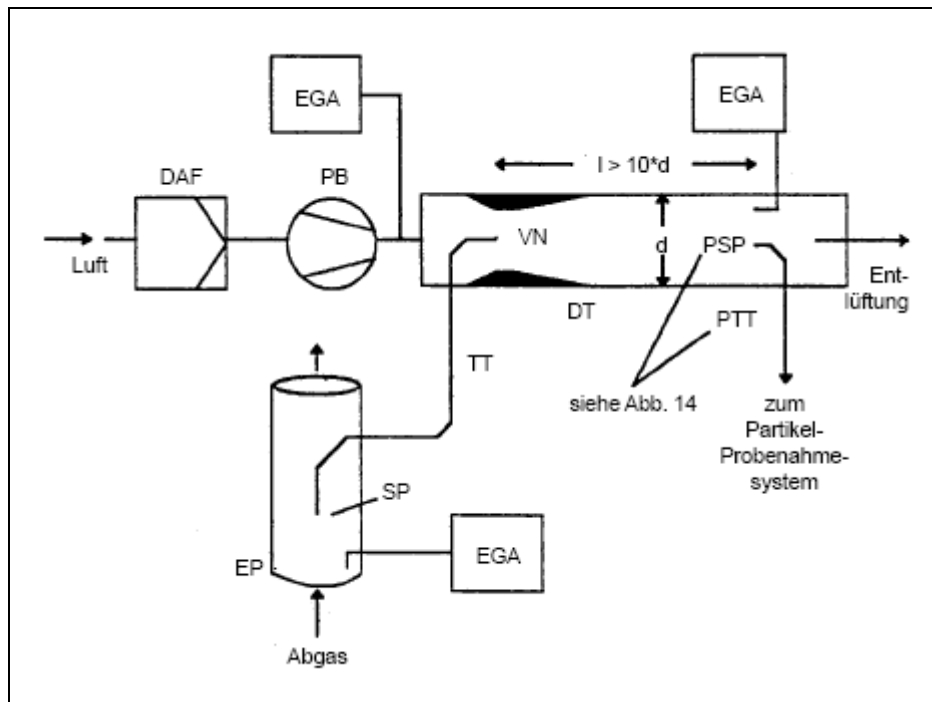 EGA
EGA
DAF
PB
l > 10*d
Luft
VN
d
PSP
Ent-
lüftung
DT
PTT
TT
siehe Abb. 14
zum
Partikel-
Probenahme-
system
SP
EP
EGA
Abgas